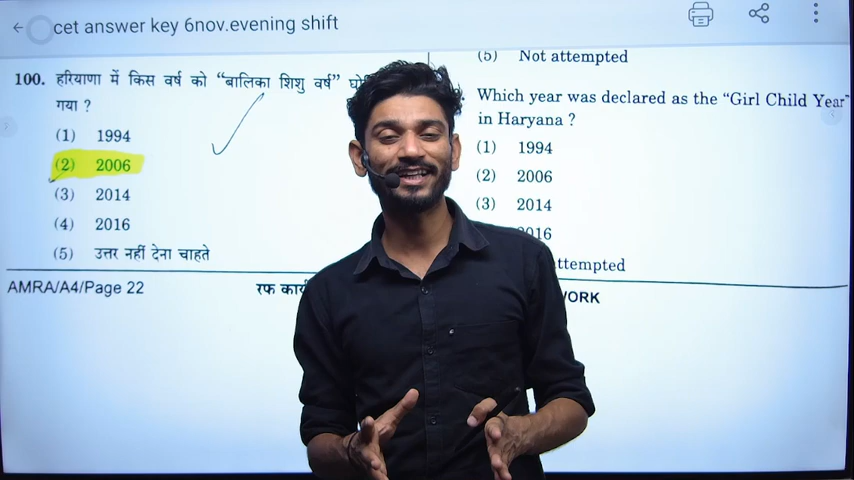 cet answer key 6nov.evening shift
100. हरियाणा में किस वर्ष को “बालिका शिशु वर्ष”
गया ?
(1) 1994
(2) 2006
(3) 2014
(4) 2016
(5) उत्तर नहीं देना चाहते
AMRA/A4/Page 22
रफ
(5) Not attempted
Which year was declared as the “Girl Child Year”
in Haryana ?
(1) 1994
(2) 2006
(3) 2014
2016
attempted